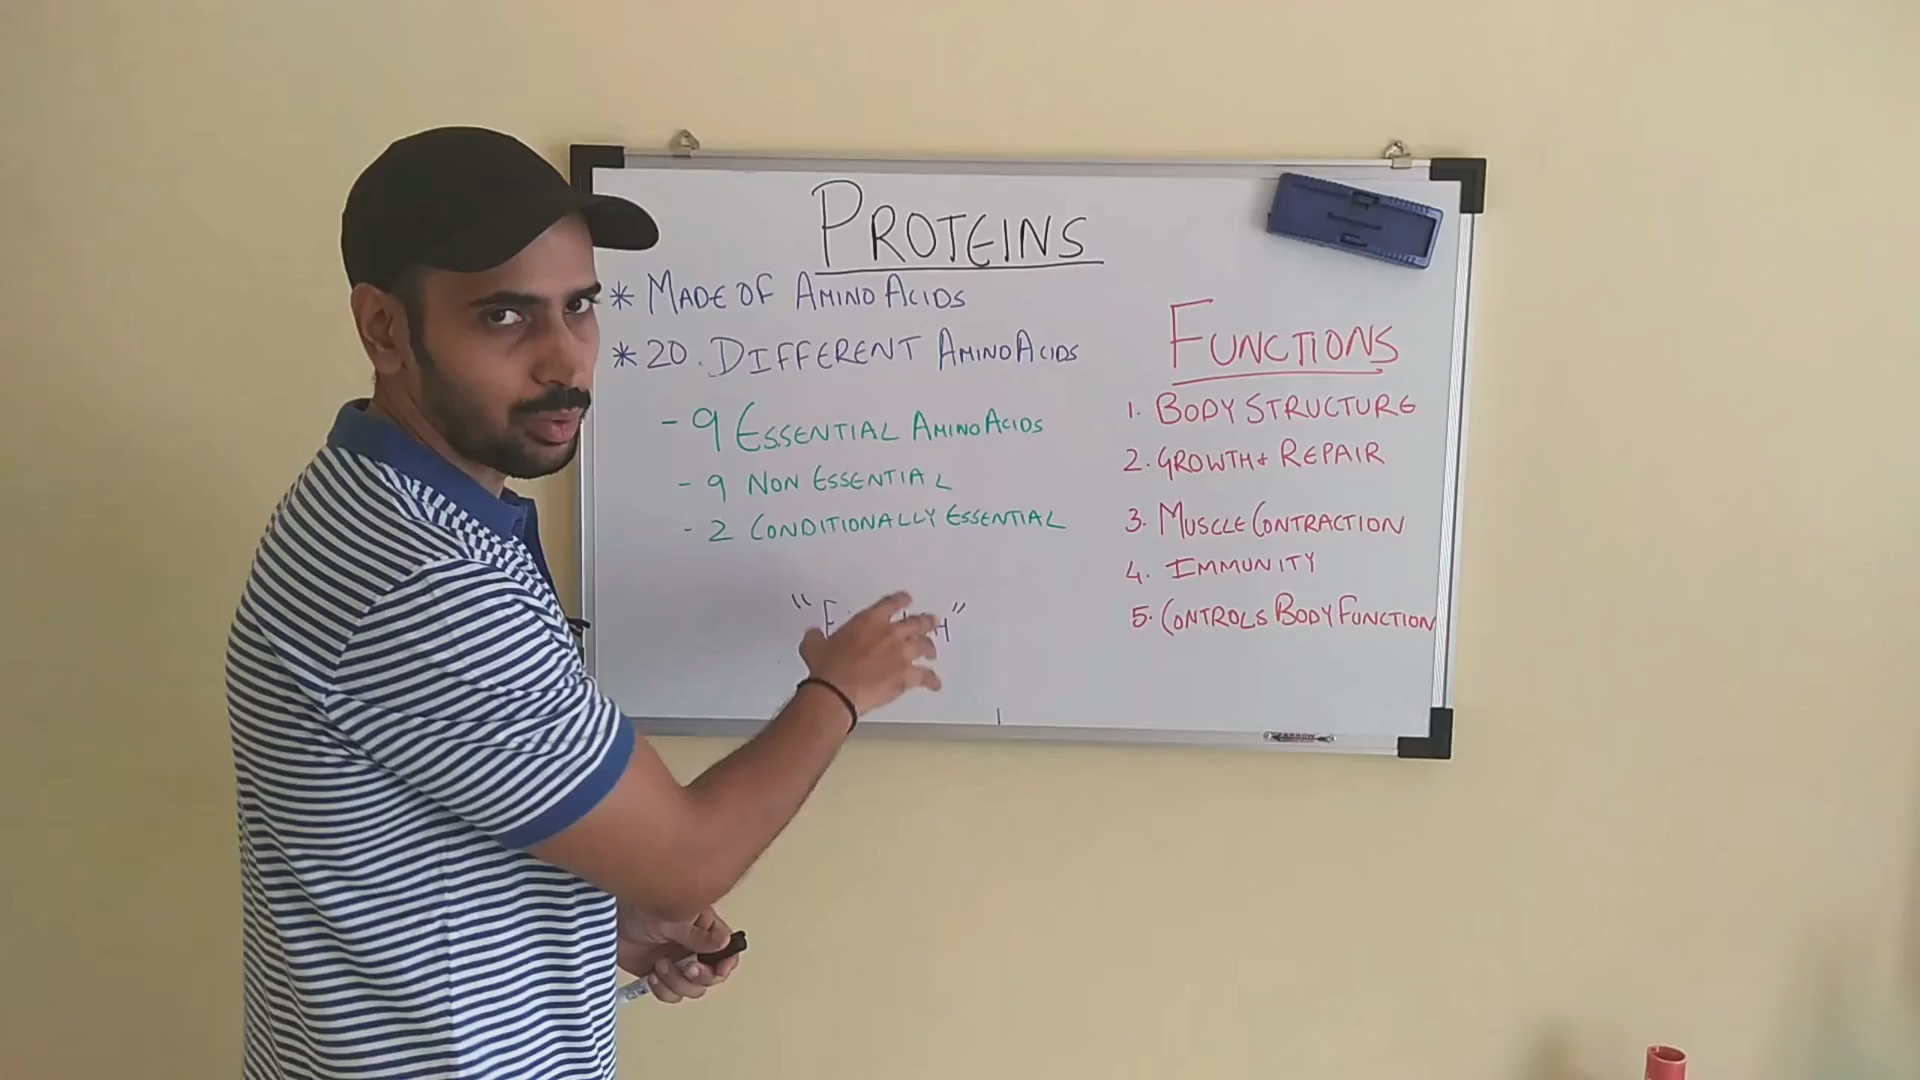 PROTEINS
* MADE OF AMINO ACIDS
* 20. DIFFERENT AMINO ACIDS
- 9 ESSENTIAL AMINO ACIDS
- 9 NON ESSENTIAL
- 2 CONDITIONALLY ESSENTIAL
FUNCTIONS
1. BODY STRUCTURE
2. GROWTH & REPAIR
3. MUSCLE CONTRACTION
4. IMMUNITY
5. CONTROLS BODY FUNCTION